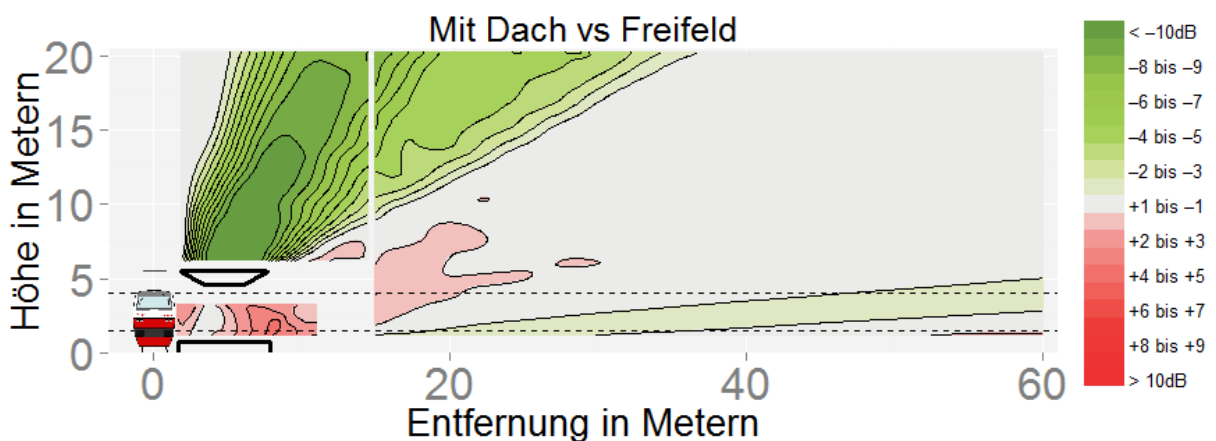 Mit Dach vs Freifeld
Höhe in Metern
20
15
10
5
0
0
20
40
60
Entfernung in Metern
< –10dB
–8 bis –9
–6 bis –7
–4 bis –5
–2 bis –3
+1 bis –1
+2 bis +3
+4 bis +5
+6 bis +7
+8 bis +9
> 10dB